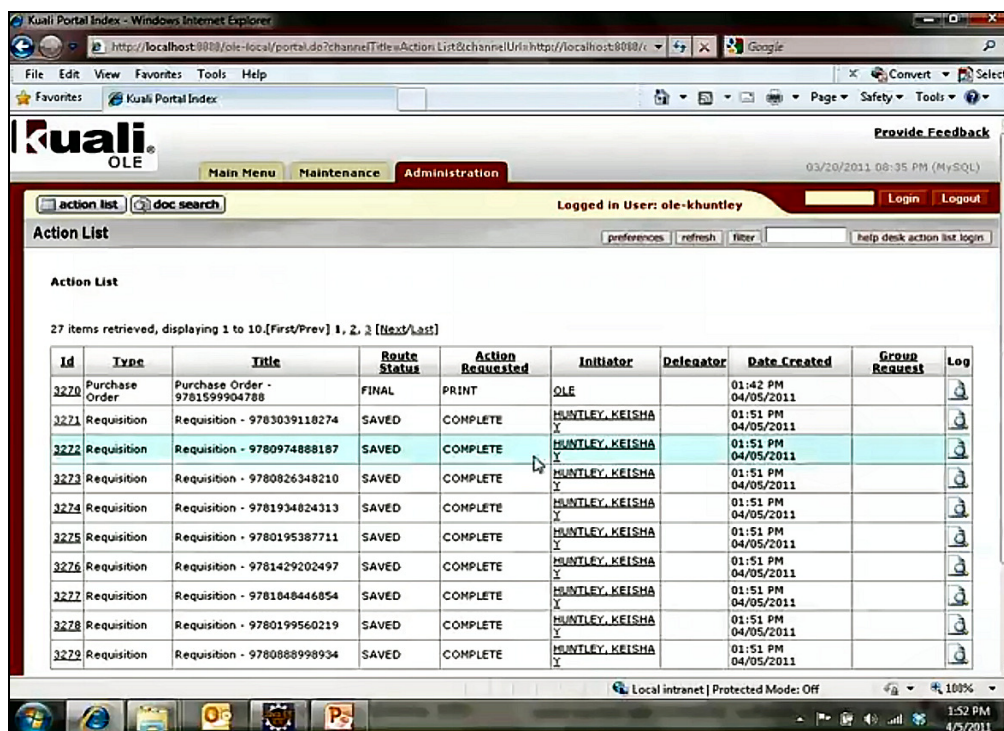 Kuali Portal Index - Windows Internet Explorer
http://localhost:8080/ole-local/portal.do?channelTitle=Action List&channelUrl=http://localhost:8080/c
Google
File Edit View Favorites Tools Help
Convert Select
Favorites Kuali Portal Index
Page Safety Tools
kuali OLE
Provide Feedback
Main Menu Maintenance Administration
03/20/2011 08:35 PM (MySQL)
action list doc search
Logged in User: ole-khuntley
Login Logout
Action List
preferences refresh filter help desk action list login
Action List
27 items retrieved, displaying 1 to 10.[First/Prev] 1, 2, 3 [Next/Last]
Id Type Title Route Status Action Requested Initiator Delegator Date Created Group Request Log
3270 Purchase Order Purchase Order - 9781599904788 FINAL PRINT OLE 01:42 PM 04/05/2011
3271 Requisition Requisition - 9783039118274 SAVED COMPLETE HUNTLEY, KEISHA Y 01:51 PM 04/05/2011
3272 Requisition Requisition - 9780974888187 SAVED COMPLETE HUNTLEY, KEISHA Y 01:51 PM 04/05/2011
3273 Requisition Requisition - 9780826348210 SAVED COMPLETE HUNTLEY, KEISHA Y 01:51 PM 04/05/2011
3274 Requisition Requisition - 9781934824313 SAVED COMPLETE HUNTLEY, KEISHA Y 01:51 PM 04/05/2011
3275 Requisition Requisition - 9780195387711 SAVED COMPLETE HUNTLEY, KEISHA Y 01:51 PM 04/05/2011
3276 Requisition Requisition - 9781429202497 SAVED COMPLETE HUNTLEY, KEISHA Y 01:51 PM 04/05/2011
3277 Requisition Requisition - 9781848446854 SAVED COMPLETE HUNTLEY, KEISHA Y 01:51 PM 04/05/2011
3278 Requisition Requisition - 9780199560219 SAVED COMPLETE HUNTLEY, KEISHA Y 01:51 PM 04/05/2011
3279 Requisition Requisition - 9780888998934 SAVED COMPLETE HUNTLEY, KEISHA Y 01:51 PM 04/05/2011
Local intranet | Protected Mode: Off
100%
1:52 PM
4/5/2011